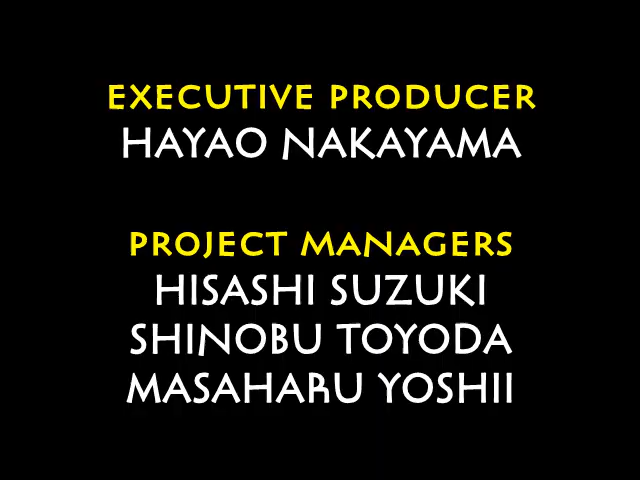 EXECUTIVE PRODUCER
HAYAO NAKAYAMA
PROJECT MANAGERS
HISASHI SUZUKI
SHINOBU TOYODA
MASAHARU YOSHII